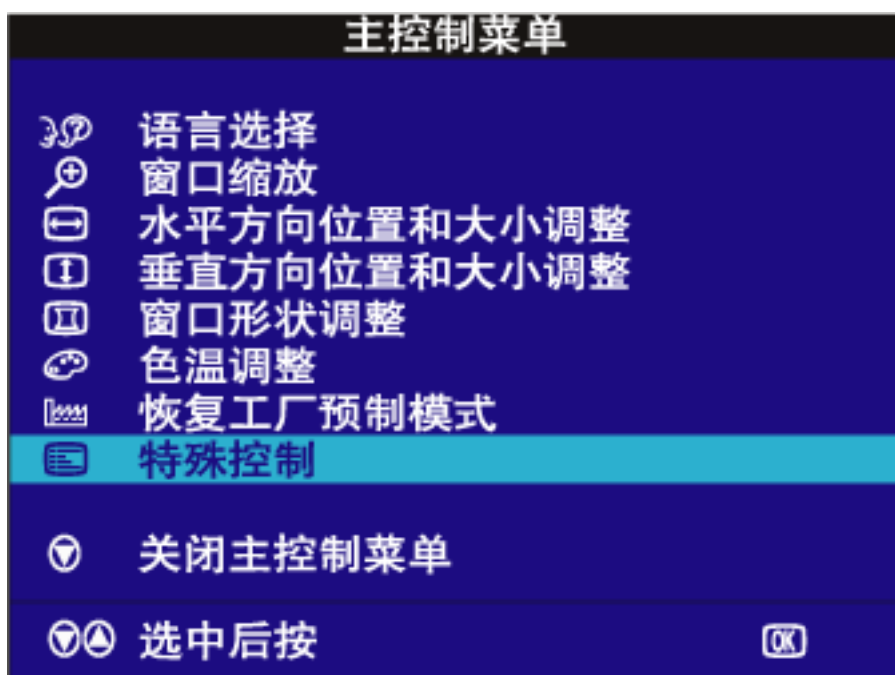 主控制菜单
语言选择
窗口缩放
水平方向位置和大小调整
垂直方向位置和大小调整
窗口形状调整
色温调整
恢复工厂预制模式
特殊控制
关闭主控制菜单
选中后按 OK